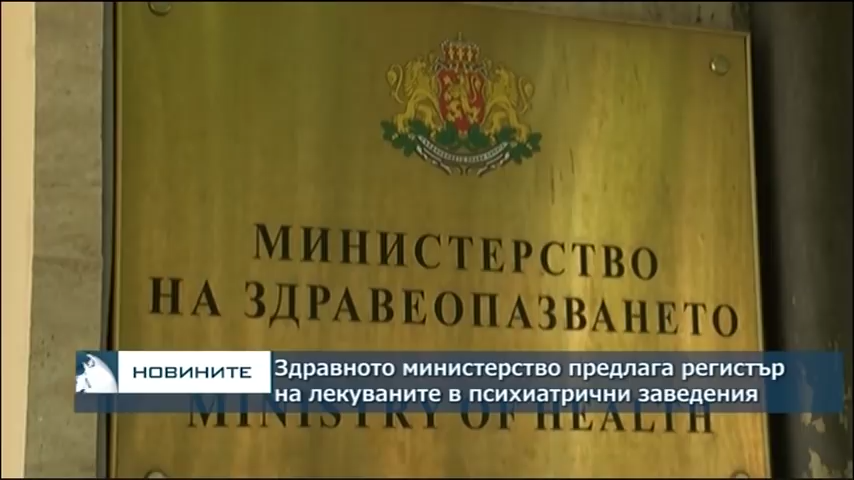 МИНИСТЕРСТВО
НА ЗДРАВЕОПАЗВАНЕТО
НОВИНИТЕ
Здравното министерство предлага регистър
на лекуваните в психиатрични заведения
MINISTRY OF HEALTH